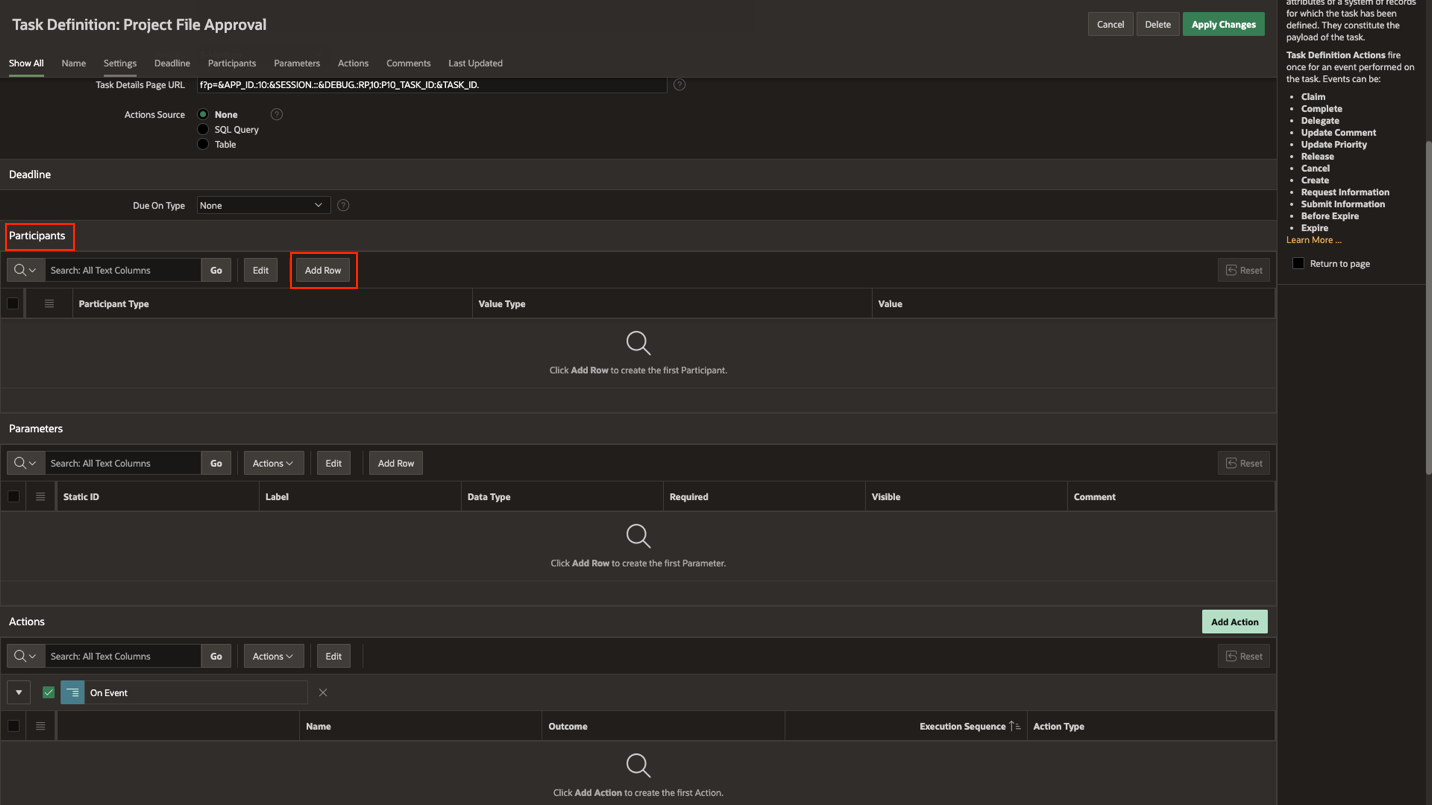 Task Definition: Project File Approval
Cancel
Delete
Apply Changes
Show All
Name
Settings
Deadline
Participants
Parameters
Actions
Comments
Last Updated
Task Details Page URL
f?p=&APP_ID.:10:&SESSION.::&DEBUG.:RP,10:P10_TASK_ID:&TASK_ID.
?
Actions Source
None
?
SQL Query
Table
Deadline
Due On Type
None
?
Participants
Search: All Text Columns
Go
Edit
Add Row
Reset
Participant Type
Value Type
Value
Click Add Row to create the first Participant.
Parameters
Search: All Text Columns
Go
Actions
Edit
Add Row
Reset
Static ID
Label
Data Type
Required
Visible
Comment
Click Add Row to create the first Parameter.
Actions
Add Action
Search: All Text Columns
Go
Actions
Edit
Reset
On Event
Name
Outcome
Execution Sequence
Action Type
Click Add Action to create the first Action.
attributes of a system of records
for which the task has been
defined. They constitute the
payload of the task.
Task Definition Actions fire
once for an event performed on
the task. Events can be:
• Claim
• Complete
• Delegate
• Update Comment
• Update Priority
• Release
• Cancel
• Create
• Request Information
• Submit Information
• Before Expire
• Expire
Learn More ...
Return to page